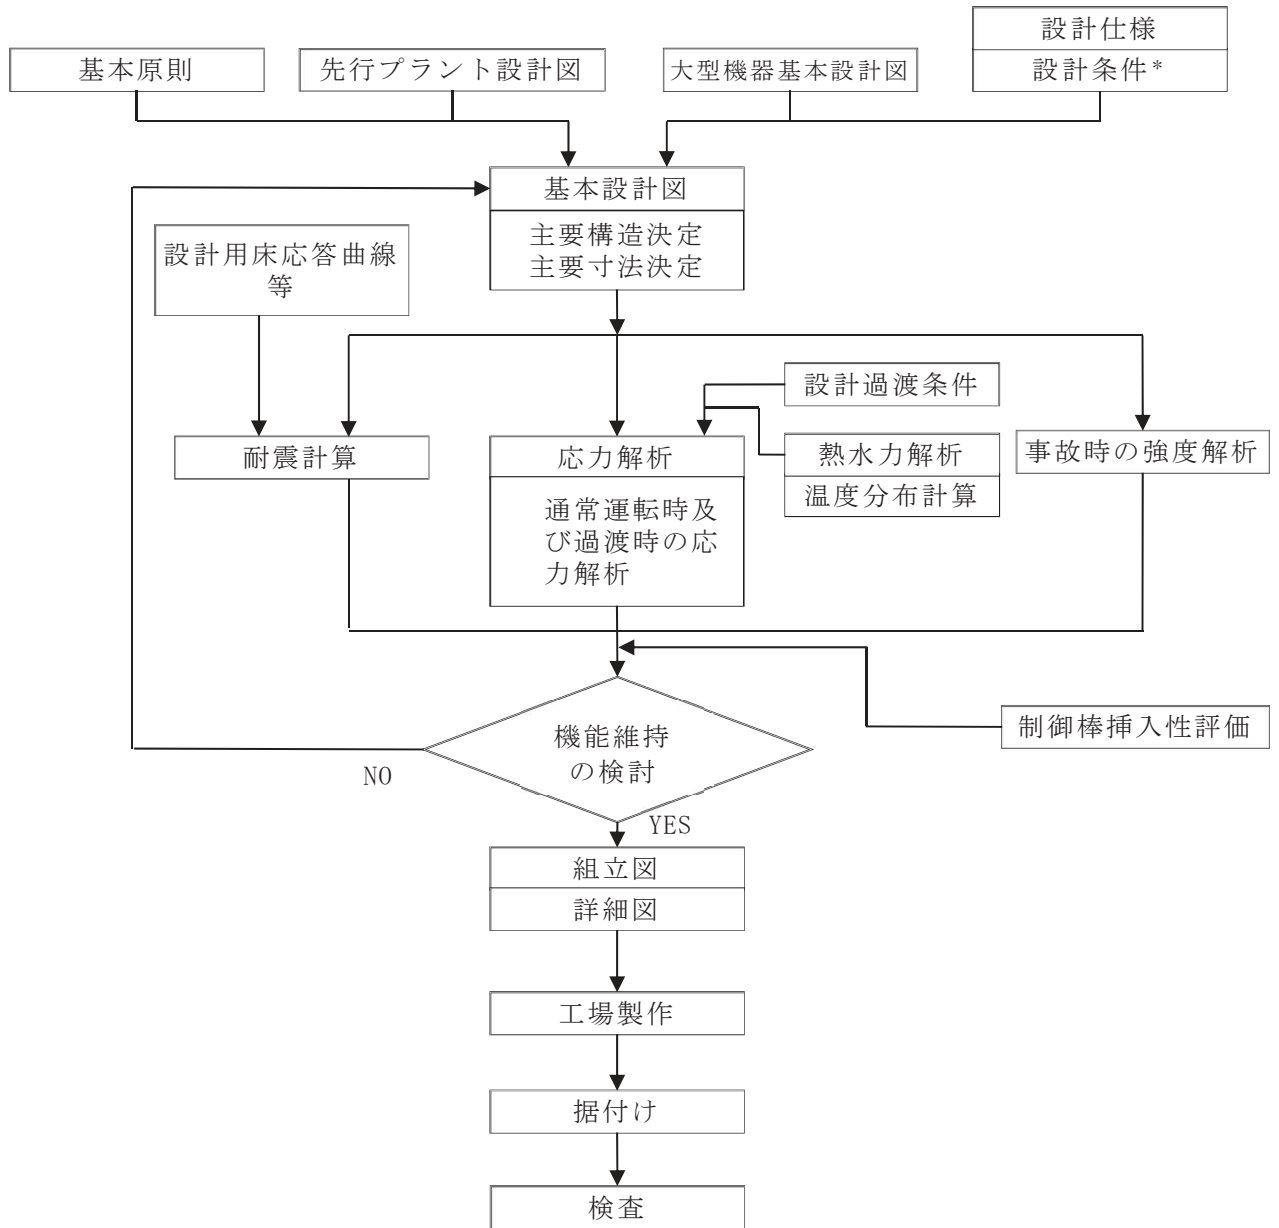 設計仕様
基本原則
先行プラント設計図
大型機器基本設計図
設計条件*
基本設計図
主要構造決定
主要寸法決定
設計用床応答曲線
等
設計過渡条件
耐震計算
応力解析
熱水力解析
事故時の強度解析
温度分布計算
通常運転時及
び過渡時の応
力解析
制御棒挿入性評価
機能維持
の検討
NO
YES
組立図
詳細図
工場製作
据付け
検査